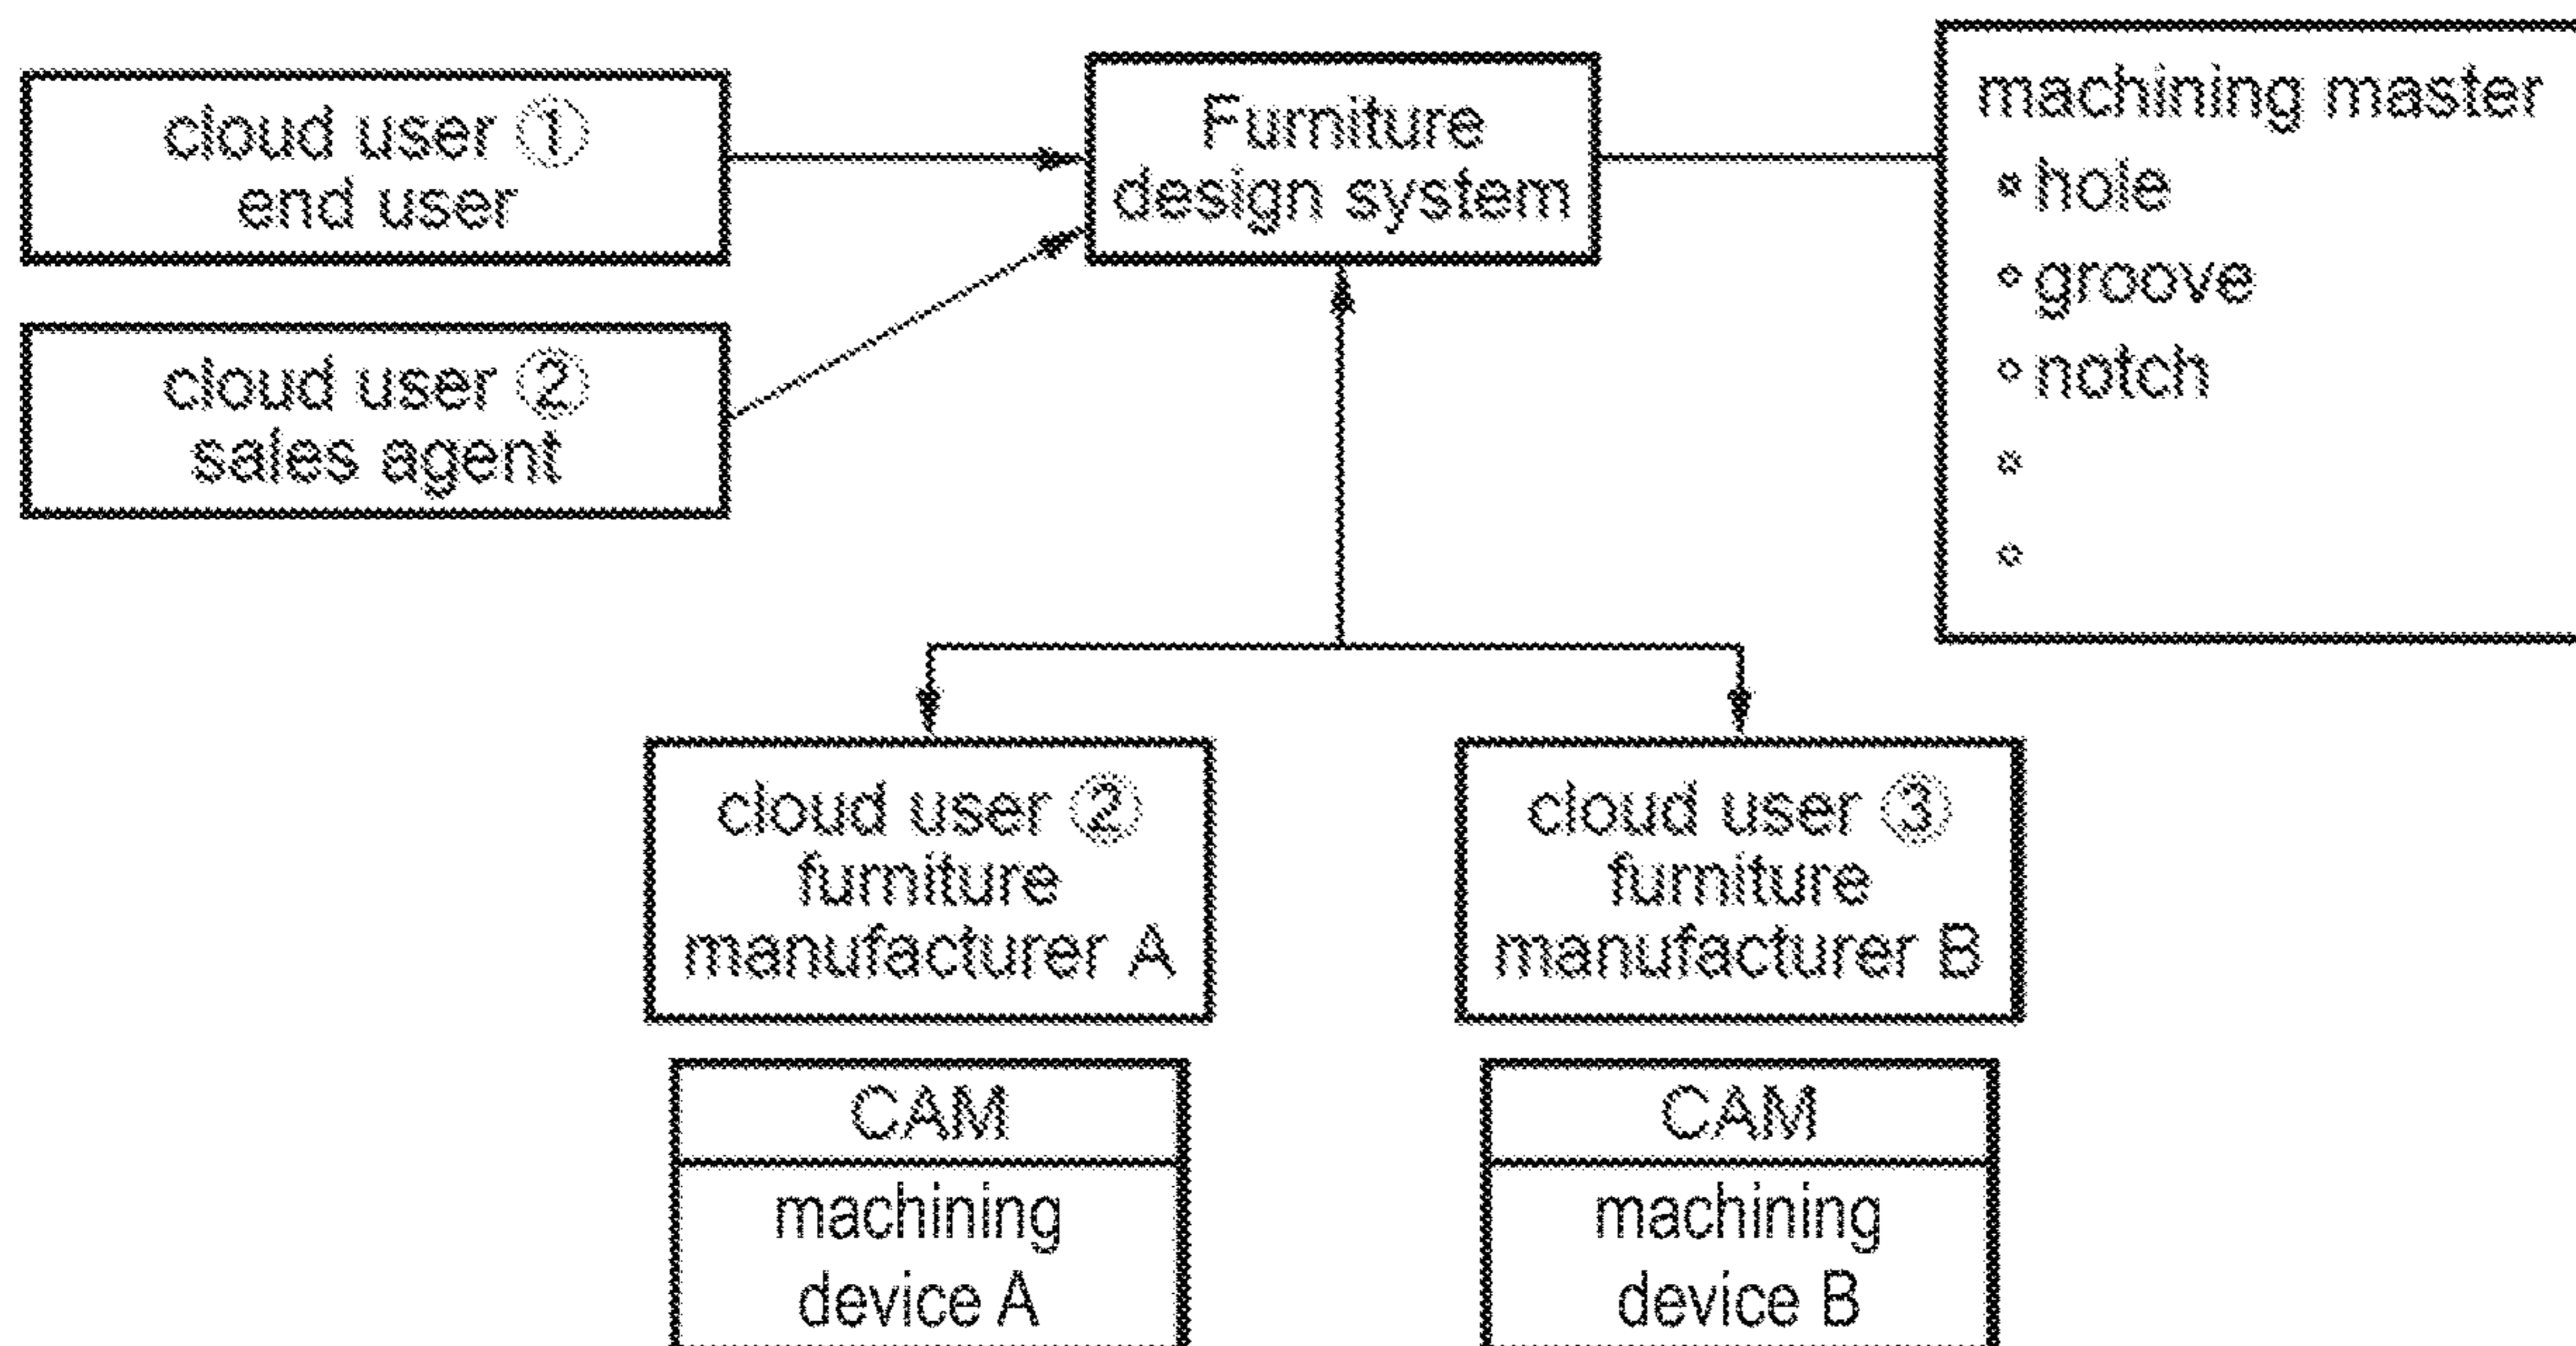 cloud user ①
end user
cloud user ②
sales agent
Furniture
design system
machining master
• hole
• groove
• notch
•
•
cloud user ②
furniture
manufacturer A
CAM
machining
device A
cloud user ③
furniture
manufacturer B
CAM
machining
device B